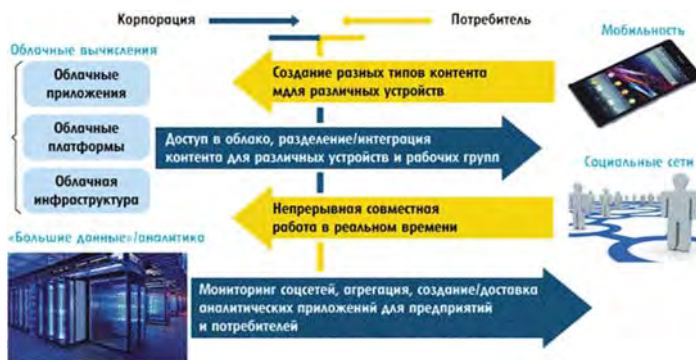 Корпорация
Потребитель
Облачные вычисления
Мобильность
Облачные
приложения
Создание разных типов контента
мдля различных устройств
Облачные
платформы
Доступ в облако, разделение/интеграция
контента для различных устройств и рабочих групп
Социальные сети
Облачная
инфраструктура
Непрерывная совместная
работа в реальном времени
«Большие данные»/аналитика
Мониторинг соцсетей, агрегация, создание/доставка
аналитических приложений для предприятий
и потребителей